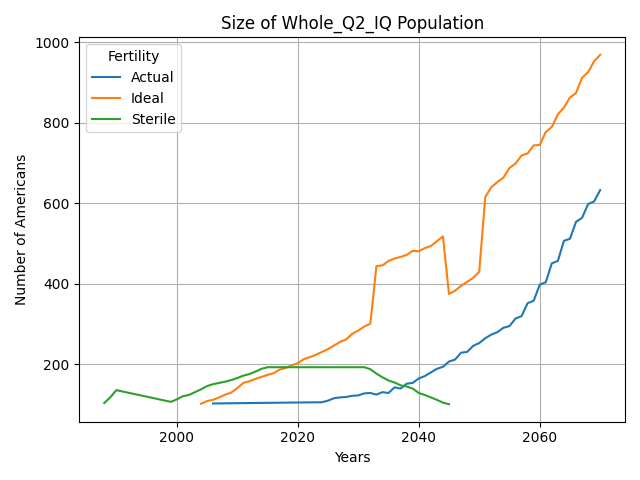 Size of Whole_Q2_IQ Population
Number of Americans
1000
800
600
400
200
Fertility
Actual
Ideal
Sterile
2000 2020 2040 2060
Years